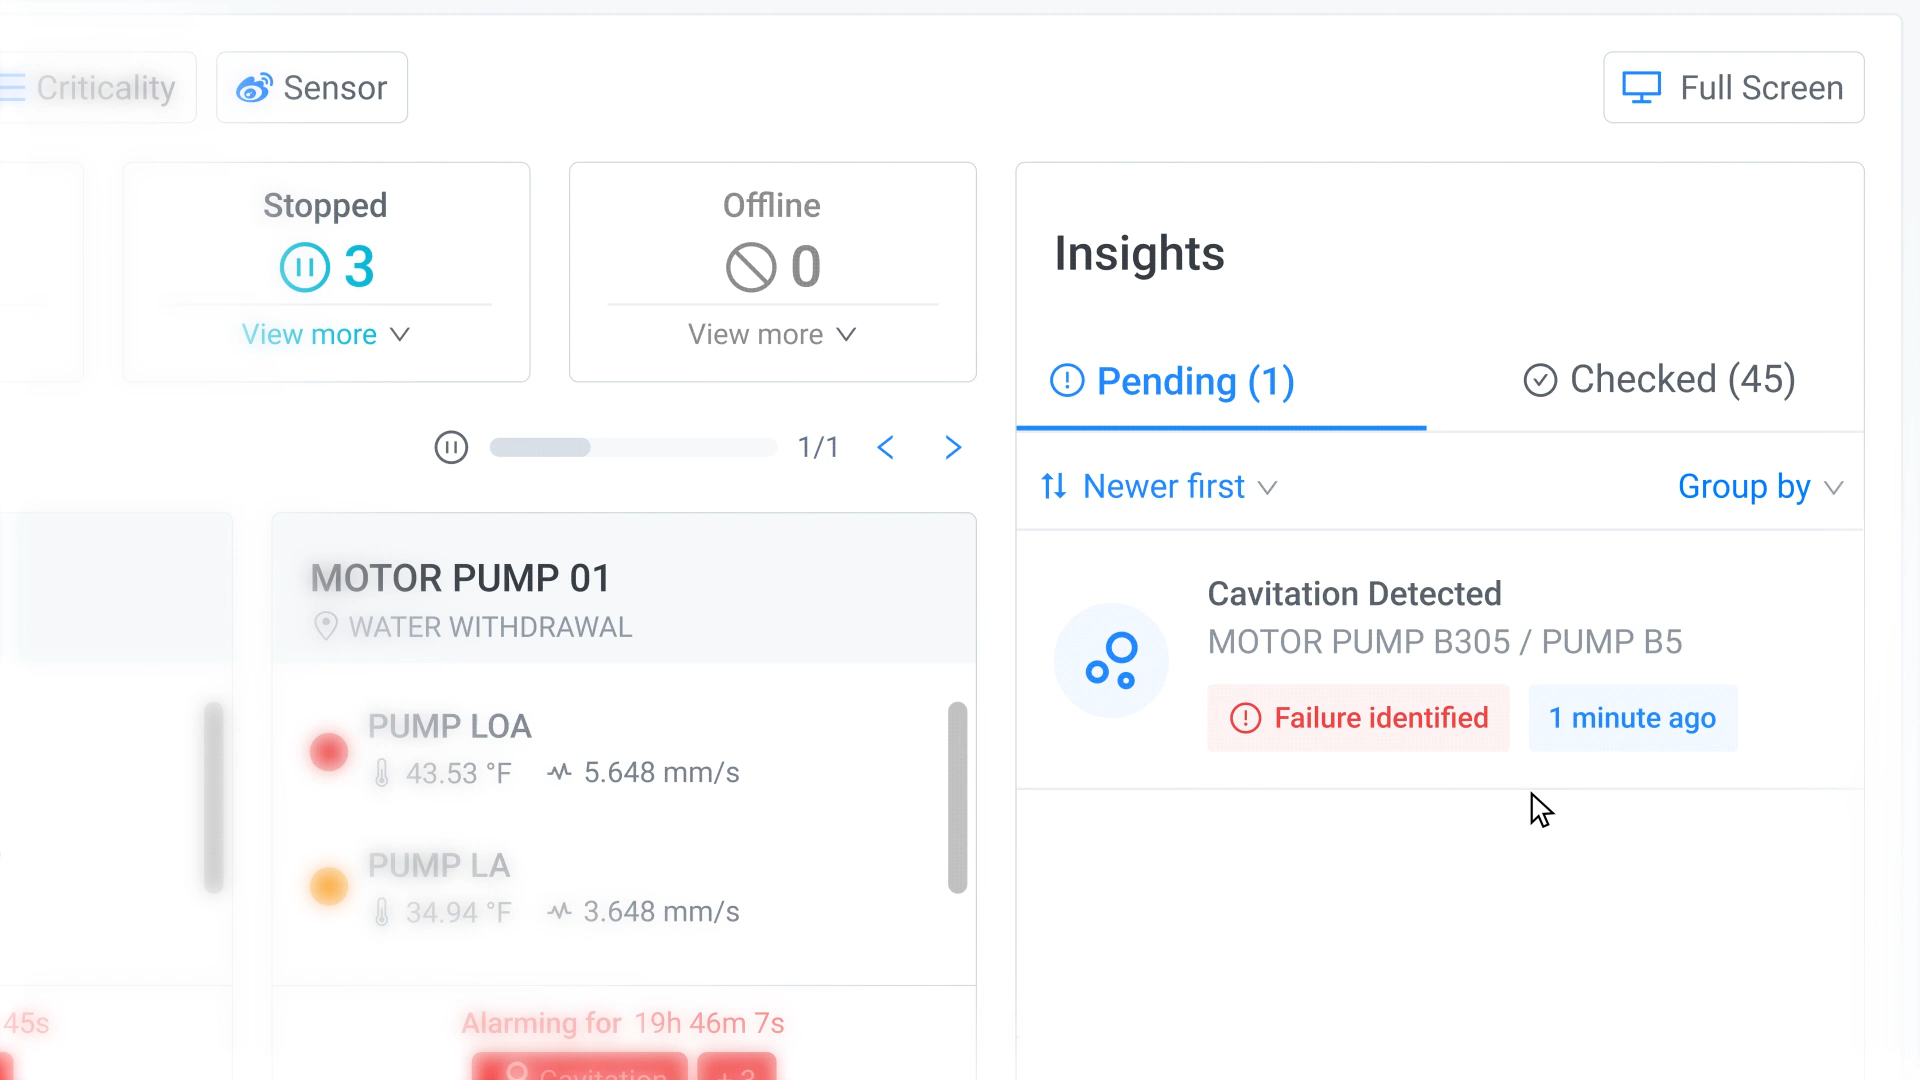 Criticality
Sensor
Full Screen
Stopped
3
View more
Offline
0
View more
1/1
MOTOR PUMP 01
WATER WITHDRAWAL
PUMP LOA
43.53 °F 5.648 mm/s
PUMP LA
34.94 °F 3.648 mm/s
45s
Alarming for 19h 46m 7s
Cavitation + 3
Insights
Pending (1)
Checked (45)
Newer first
Group by
Cavitation Detected
MOTOR PUMP B305 / PUMP B5
Failure identified
1 minute ago